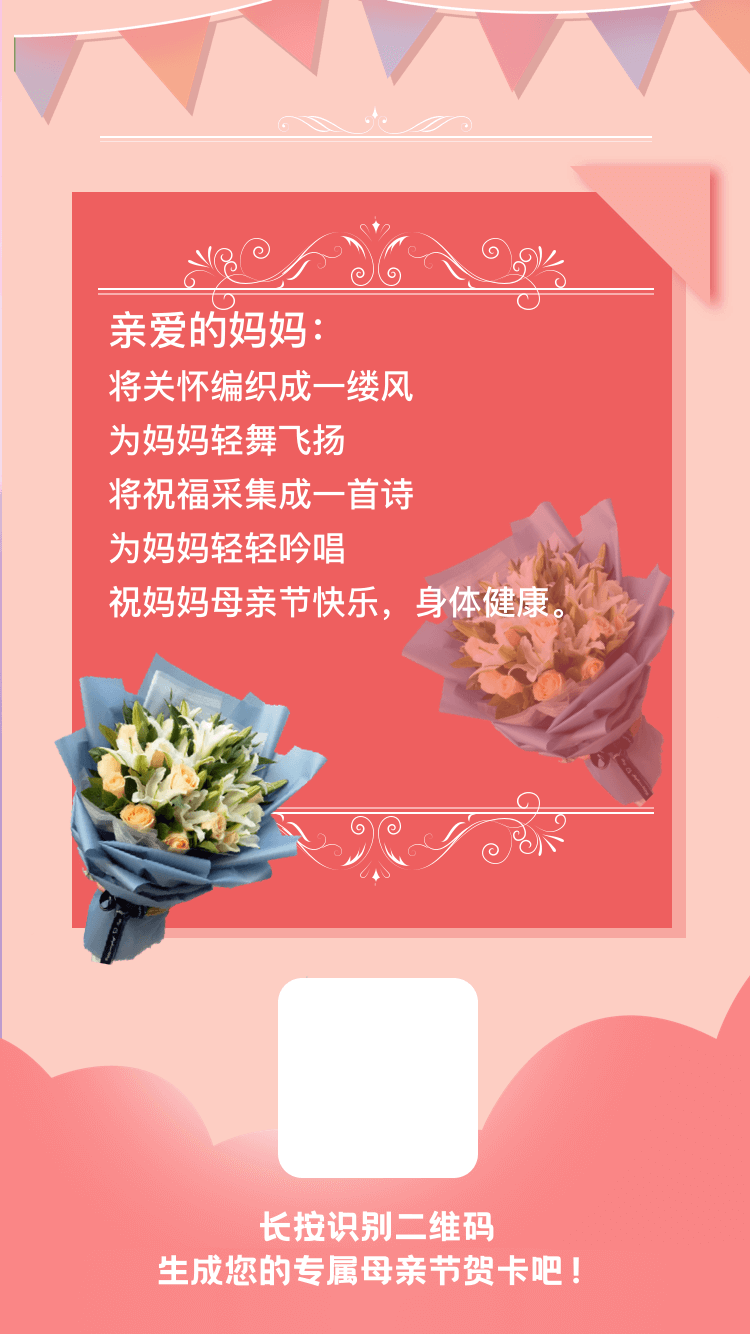 亲爱的妈妈：
将关怀编织成一缕风
为妈妈轻舞飞扬
将祝福采集成一首诗
为妈妈轻轻吟唱
祝妈妈母亲节快乐，身体健康。
长按识别二维码
生成您的专属母亲节贺卡吧！